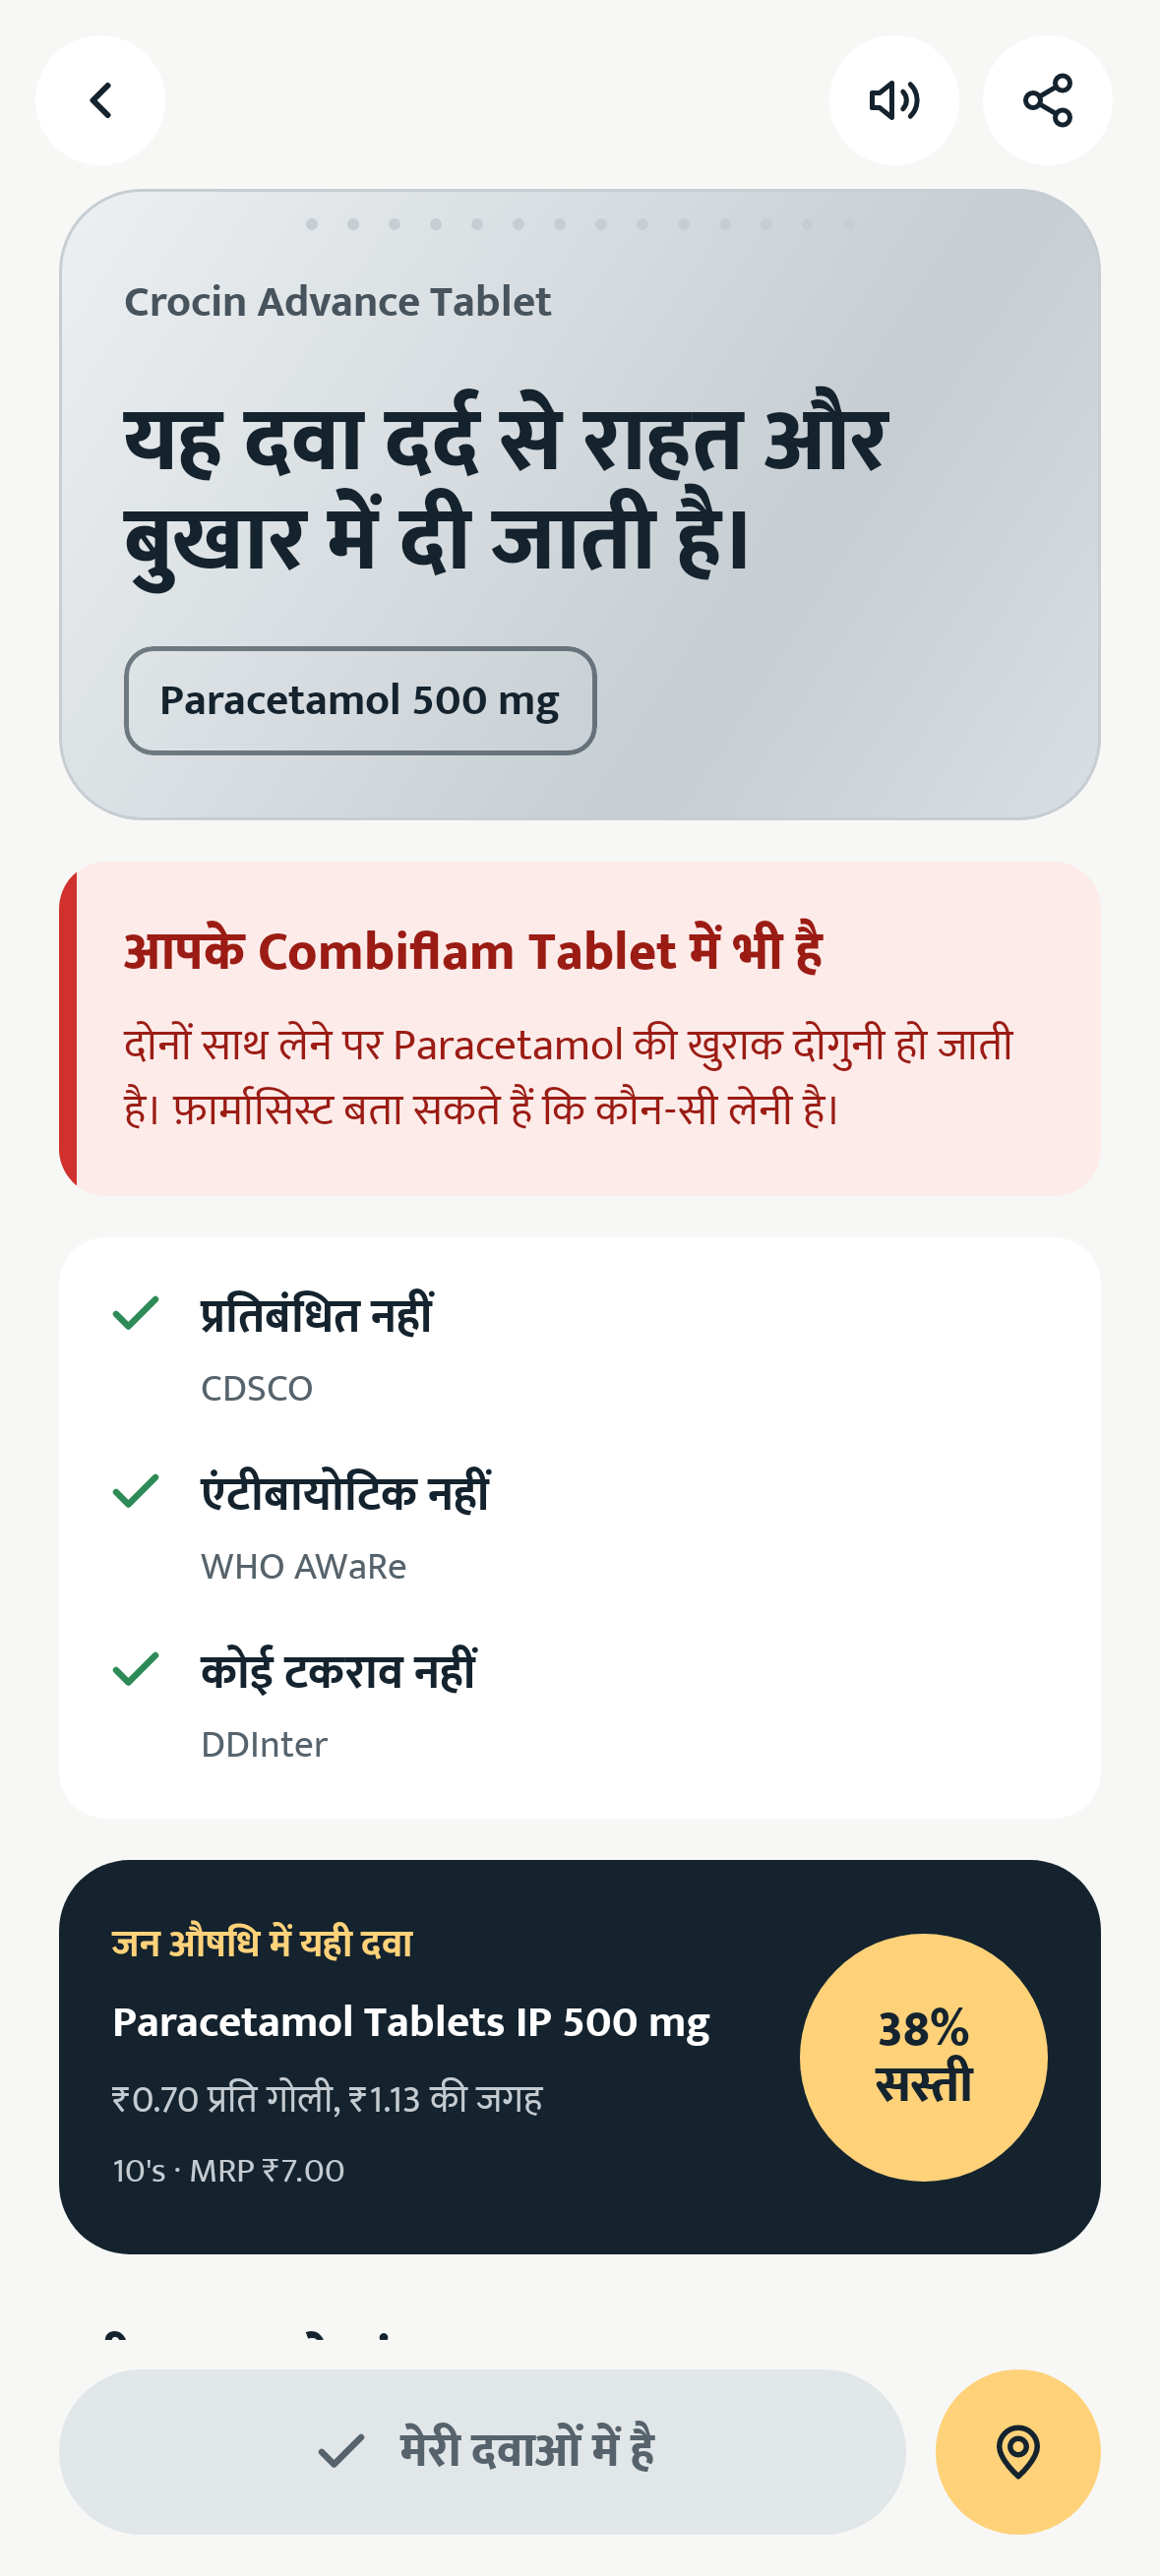 Crocin Advance Tablet
यह दवा दर्द से राहत और
बुखार में दी जाती है।
Paracetamol 500 mg
आपके Combiflam Tablet में भी है
दोनों साथ लेने पर Paracetamol की खुराक दोगुनी हो जाती
है। फ़ार्मासिस्ट बता सकते हैं कि कौन-सी लेनी है।
प्रतिबंधित नहीं
CDSCO
एंटीबायोटिक नहीं
WHO AWaRe
कोई टकराव नहीं
DDInter
जन औषधि में यही दवा
Paracetamol Tablets IP 500 mg
₹0.70 प्रति गोली, ₹1.13 की जगह
10's · MRP ₹7.00
38%
सस्ती
मेरी दवाओं में है